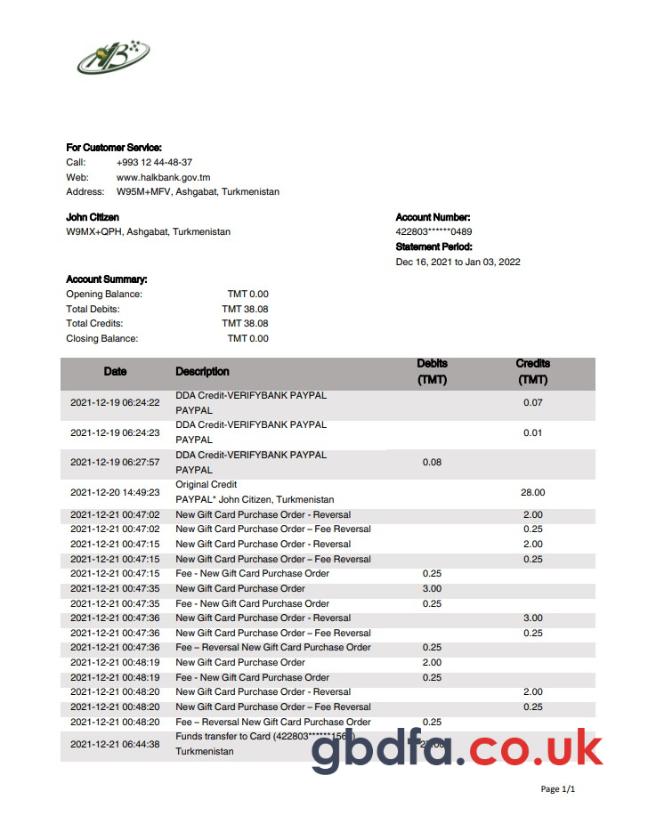 HB
For Customer Service:
Call: +993 12 44-48-37
Web: www.halkbank.gov.tm
Address: W95M+MFV, Ashgabat, Turkmenistan
John Citizen
W9MX+QPH, Ashgabat, Turkmenistan
Account Number:
422803******0489
Statement Period:
Dec 16, 2021 to Jan 03, 2022
Account Summary:
Opening Balance: TMT 0.00
Total Debits: TMT 38.08
Total Credits: TMT 38.08
Closing Balance: TMT 0.00
Date Description Debits (TMT) Credits (TMT)
2021-12-19 06:24:22 DDA Credit-VERIFYBANK PAYPAL PAYPAL 0.07
2021-12-19 06:24:23 DDA Credit-VERIFYBANK PAYPAL PAYPAL 0.01
2021-12-19 06:27:57 DDA Credit-VERIFYBANK PAYPAL PAYPAL 0.08
2021-12-20 14:49:23 Original Credit PAYPAL* John Citizen, Turkmenistan 28.00
2021-12-21 00:47:02 New Gift Card Purchase Order - Reversal 2.00
2021-12-21 00:47:02 New Gift Card Purchase Order – Fee Reversal 0.25
2021-12-21 00:47:15 New Gift Card Purchase Order - Reversal 2.00
2021-12-21 00:47:15 New Gift Card Purchase Order – Fee Reversal 0.25
2021-12-21 00:47:15 Fee - New Gift Card Purchase Order 0.25
2021-12-21 00:47:35 New Gift Card Purchase Order 3.00
2021-12-21 00:47:35 Fee - New Gift Card Purchase Order 0.25
2021-12-21 00:47:36 New Gift Card Purchase Order - Reversal 3.00
2021-12-21 00:47:36 New Gift Card Purchase Order – Fee Reversal 0.25
2021-12-21 00:47:36 Fee – Reversal New Gift Card Purchase Order 0.25
2021-12-21 00:48:19 New Gift Card Purchase Order 2.00
2021-12-21 00:48:19 Fee - New Gift Card Purchase Order 0.25
2021-12-21 00:48:20 New Gift Card Purchase Order - Reversal 2.00
2021-12-21 00:48:20 New Gift Card Purchase Order – Fee Reversal 0.25
2021-12-21 00:48:20 Fee – Reversal New Gift Card Purchase Order 0.25
2021-12-21 06:44:38 Funds transfer to Card Turkmenistan
gbdfa.co.uk
Page 1/1